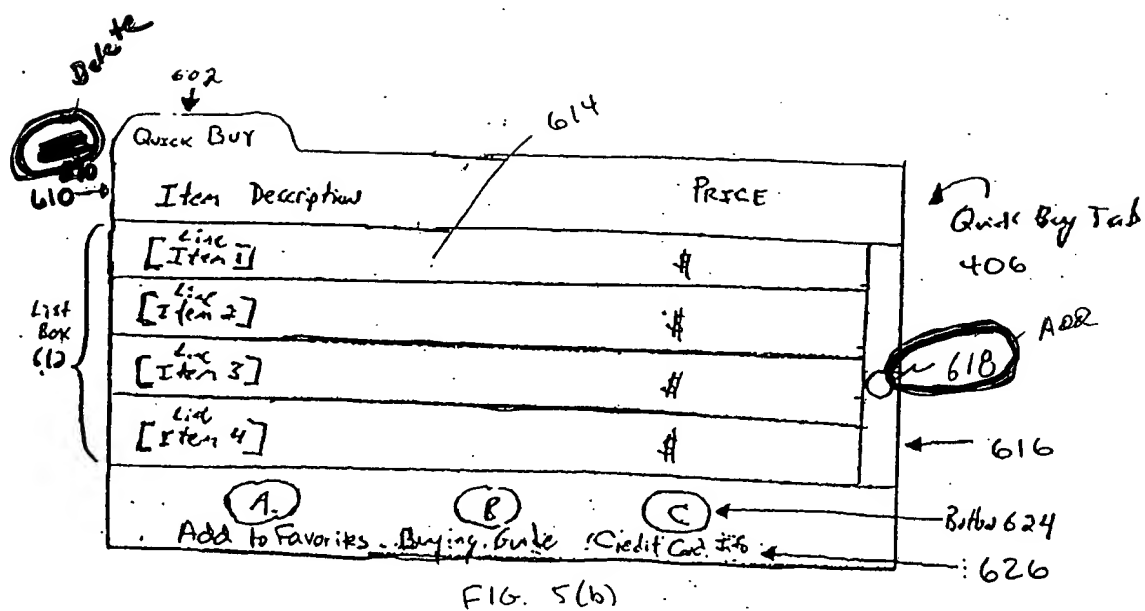 Delete
602
614
610
Quick Buy
Item Description PRICE
Quick Buy Tab
406
Line
[Item 1] $
Line
[Item 2] $
Line
[Item 3] $
Line
[Item 4] $
List
Box
612
ADD
618
616
A B C
Button 624
Add to Favorites Buying Guide Credit Card Info
626
FIG. 5(b)